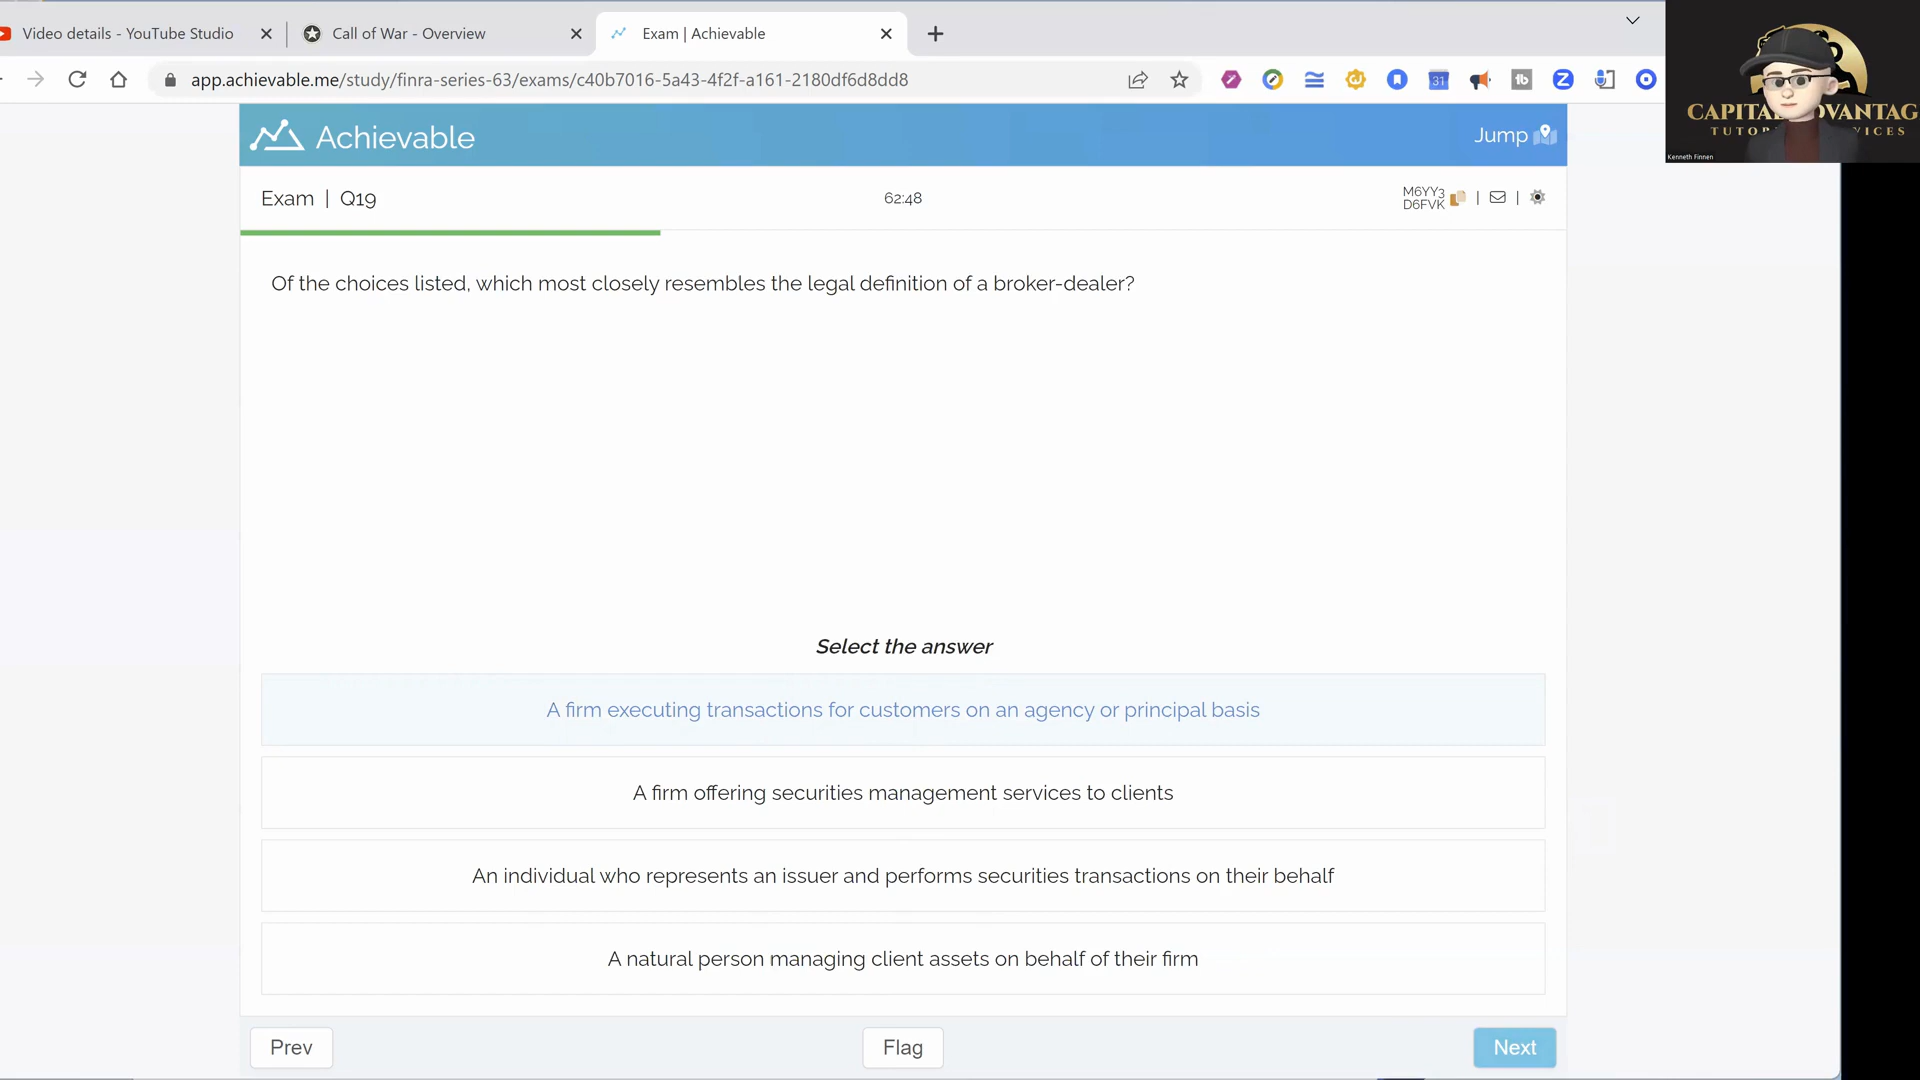 Video details - YouTube Studio
Call of War - Overview
Exam | Achievable
app.achievable.me/study/finra-series-63/exams/c40b7016-5a43-4f2f-a161-2180df6d8dd8
31
tb
Z
CAPITAL ADVANTAG
TUTOR VICES
Kenneth Finnen
Achievable
Jump
Exam | Q19
62:48
M6YY3
D6FVK
Of the choices listed, which most closely resembles the legal definition of a broker-dealer?
Select the answer
A firm executing transactions for customers on an agency or principal basis
A firm offering securities management services to clients
An individual who represents an issuer and performs securities transactions on their behalf
A natural person managing client assets on behalf of their firm
Prev
Flag
Next